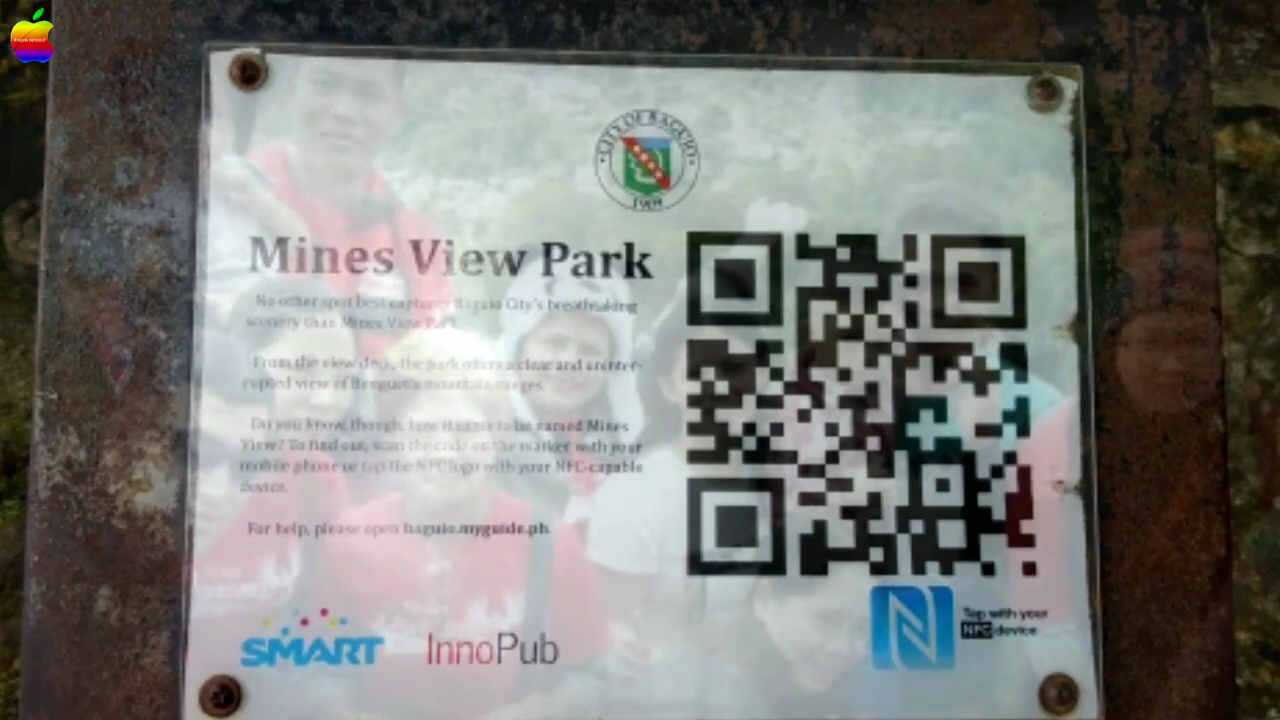 CITY OF BAGUIO
1909
Mines View Park
No other spot best captures Baguio City's breathtaking
scenery than Mines View Park.
From the view deck, the park offers a clear and uninter-
rupted view of Benguet's mountain ranges.
Do you know, though, how it came to be named Mines
View? To find out, scan the code on the marker with your
mobile phone or tap the NFC logo with your NFC-capable
device.
For help, please open baguio.myguide.ph.
SMART
InnoPub
Tap with your
NFC device